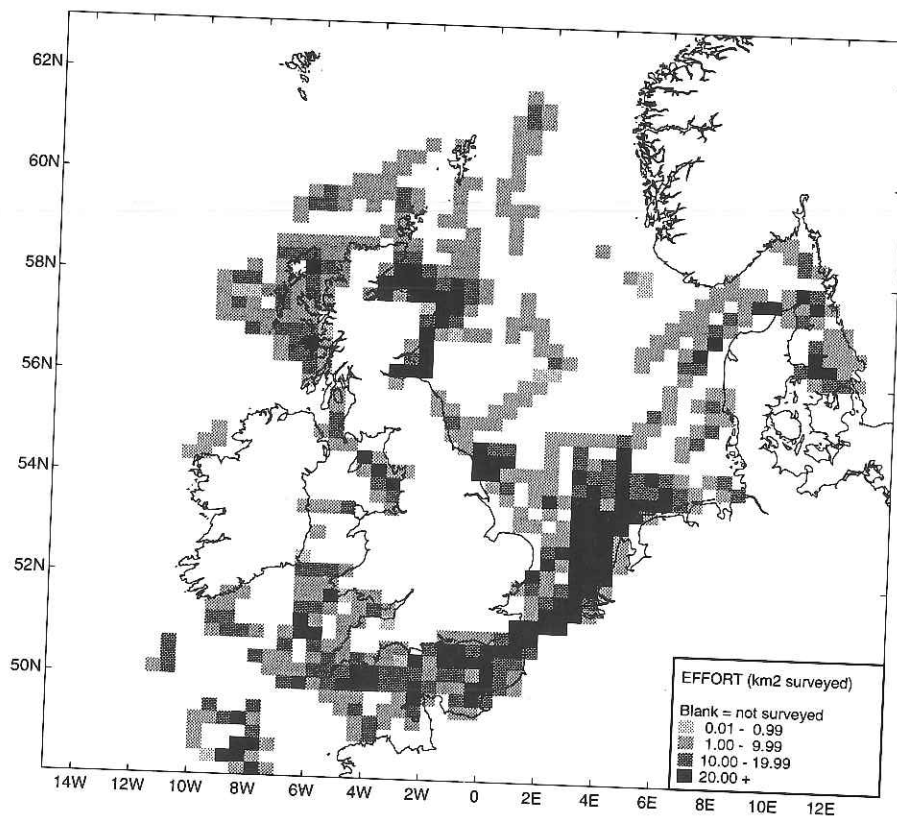 62N
60N
58N
56N
54N
52N
50N
EFFORT (km2 surveyed)
Blank = not surveyed
0.01 - 0.99
1.00 - 9.99
10.00 - 19.99
20.00 +
14W 12W 10W 8W 6W 4W 2W 0 2E 4E 6E 8E 10E 12E